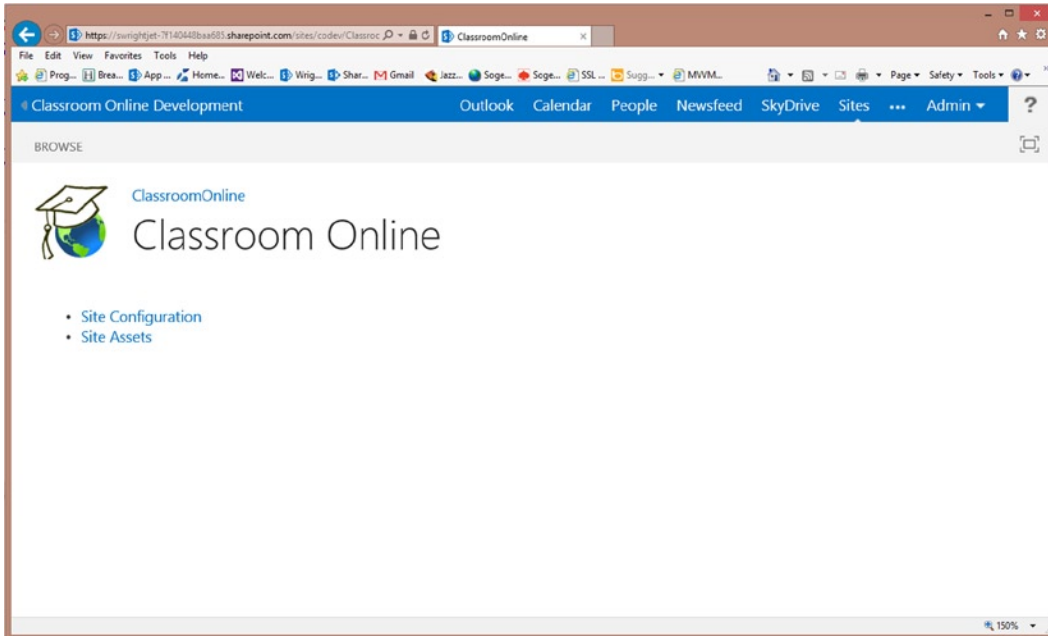 https://swrightjet-7f140448baa685.sharepoint.com/sites/codev/Classroc
ClassroomOnline
File Edit View Favorites Tools Help
Prog... Brea... App ... Home... Welc... Wrig... Shar... Gmail Jazz... Soge... Soge... SSL ... Sugg... MWM... Page Safety Tools
Classroom Online Development Outlook Calendar People Newsfeed SkyDrive Sites ... Admin ?
BROWSE
ClassroomOnline
Classroom Online
• Site Configuration
• Site Assets
150%